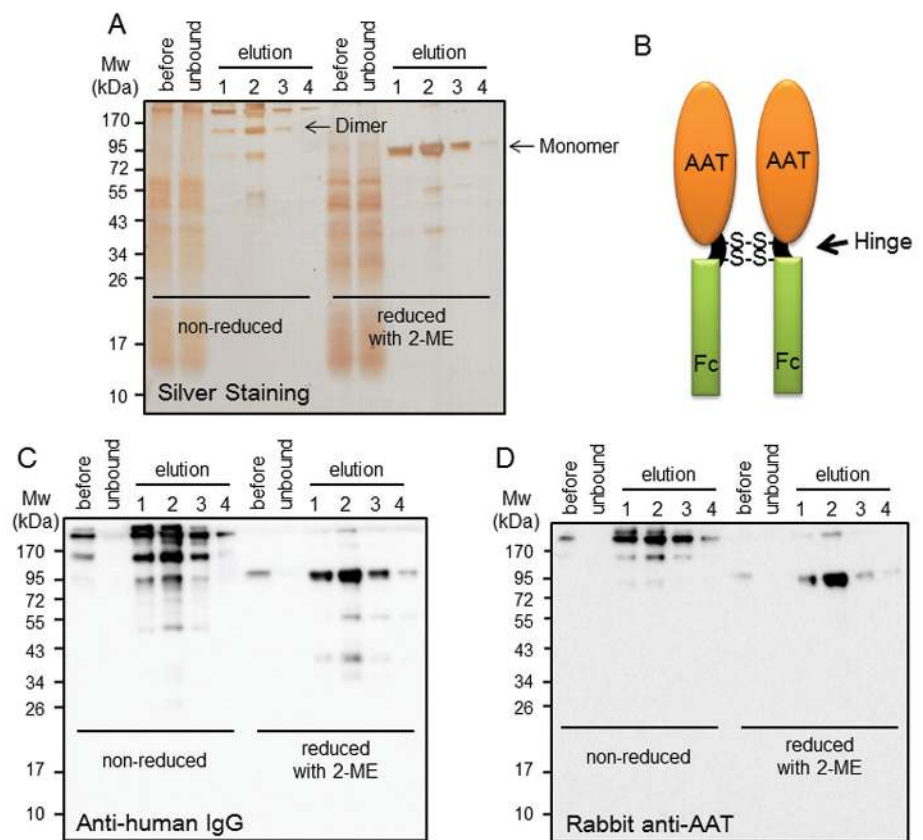 A
Mw
(kDa)
before
unbound
elution
1 2 3 4
before
unbound
elution
1 2 3 4
170
95
72
55
43
34
26
17
10
Dimer
Monomer
non-reduced
reduced
with 2-ME
Silver Staining
B
AAT
AAT
-S-S-
-S-S-
Hinge
Fc
Fc
C
Mw
(kDa)
before
unbound
elution
1 2 3 4
before
unbound
elution
1 2 3 4
170
95
72
55
43
34
26
17
10
non-reduced
reduced
with 2-ME
Anti-human IgG
D
Mw
(kDa)
before
unbound
elution
1 2 3 4
before
unbound
elution
1 2 3 4
170
95
72
55
43
34
26
17
10
non-reduced
reduced
with 2-ME
Rabbit anti-AAT